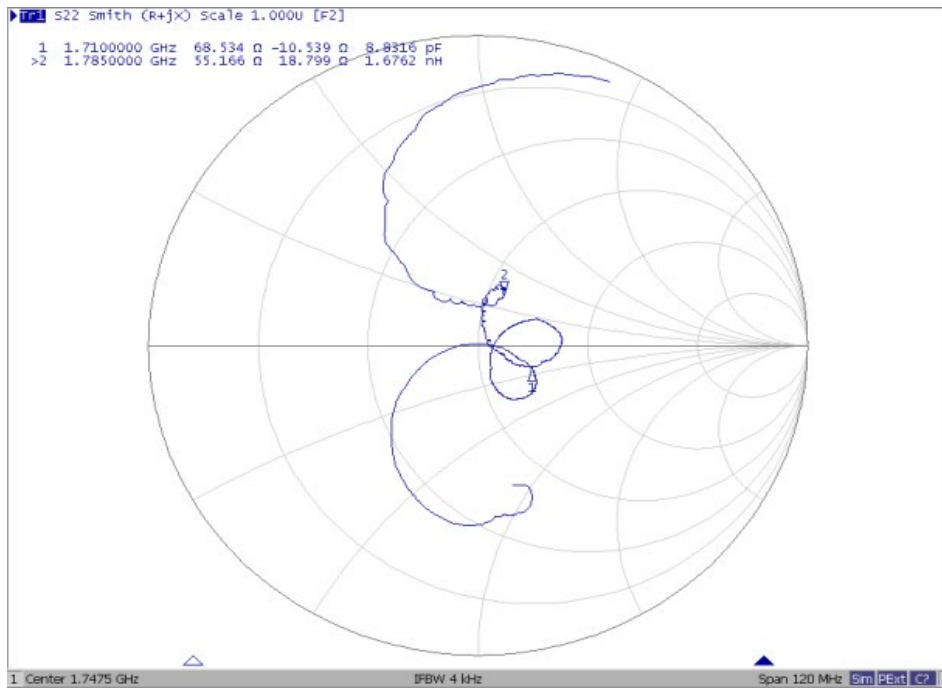 Tr1 S22 Smith (R+jX) Scale 1.000U [F2]
1 1.7100000 GHz 68.534 Ω -10.539 Ω 8.8316 pF
>2 1.7850000 GHz 55.166 Ω 18.799 Ω 1.6762 nH
2
1
1 Center 1.7475 GHz IFBW 4 kHz Span 120 MHz Sim PExt C?